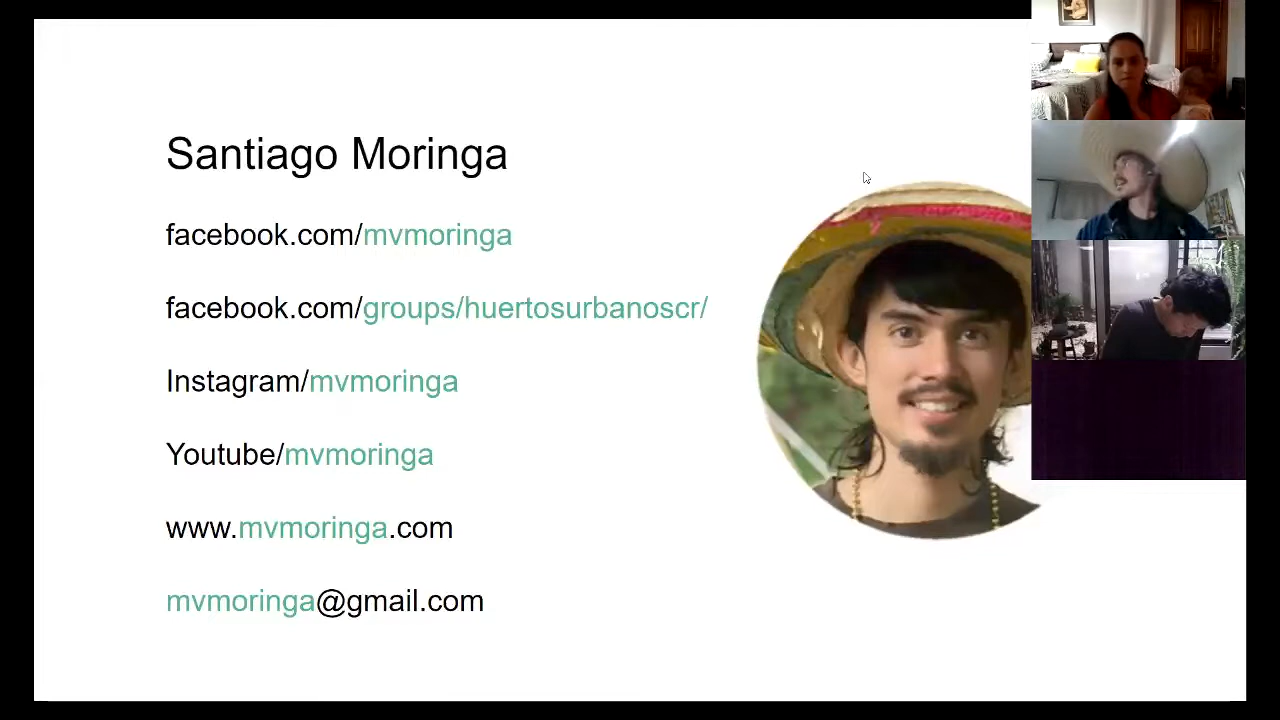 Santiago Moringa
facebook.com/mvmoringa
facebook.com/groups/huertosurbanoscr/
Instagram/mvmoringa
Youtube/mvmoringa
www.mvmoringa.com
mvmoringa@gmail.com